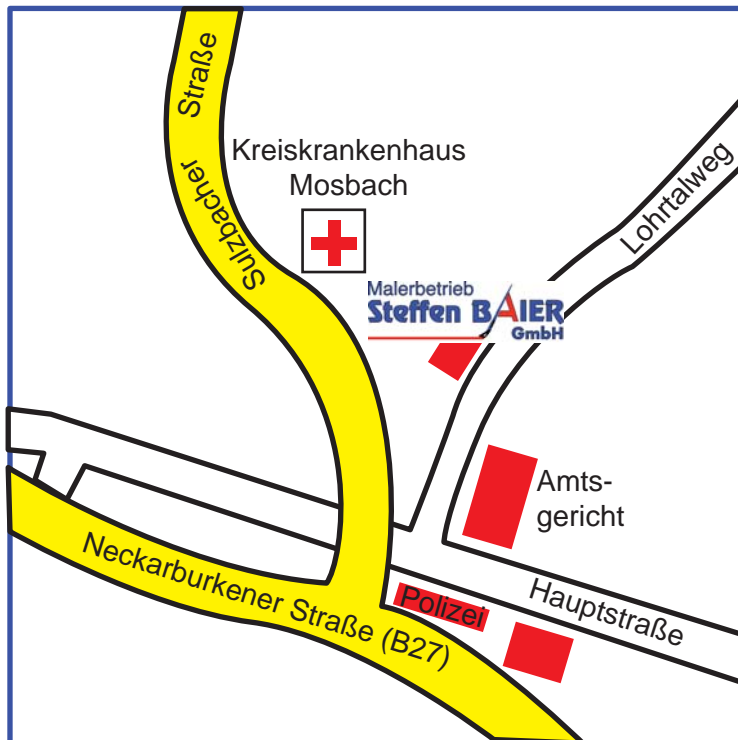 Sulzbacher Straße
Kreiskrankenhaus
Mosbach
Lohrtalweg
Malerbetrieb
Steffen BAIER
GmbH
Amts-
gericht
Neckarburkener Straße (B27)
Polizei
Hauptstraße